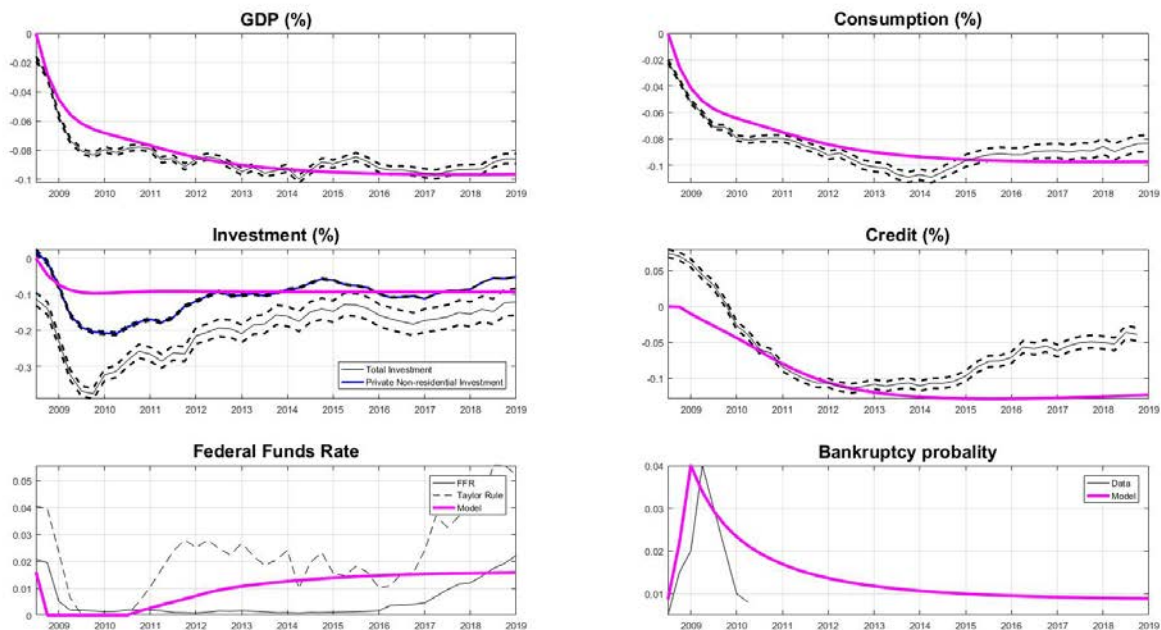 GDP (%)
0
-0.02
-0.04
-0.06
-0.08
-0.1
2009 2010 2011 2012 2013 2014 2015 2016 2017 2018 2019
Consumption (%)
0
-0.02
-0.04
-0.06
-0.08
-0.1
2009 2010 2011 2012 2013 2014 2015 2016 2017 2018 2019
Investment (%)
0
-0.1
-0.2
-0.3
Total Investment
Private Non-residential Investment
2009 2010 2011 2012 2013 2014 2015 2016 2017 2018 2019
Credit (%)
0.05
0
-0.05
-0.1
2009 2010 2011 2012 2013 2014 2015 2016 2017 2018 2019
Federal Funds Rate
0.05
0.04
0.03
0.02
0.01
0
FFR
Taylor Rule
Model
2009 2010 2011 2012 2013 2014 2015 2016 2017 2018 2019
Bankruptcy probality
0.04
0.03
0.02
0.01
Data
Model
2009 2010 2011 2012 2013 2014 2015 2016 2017 2018 2019